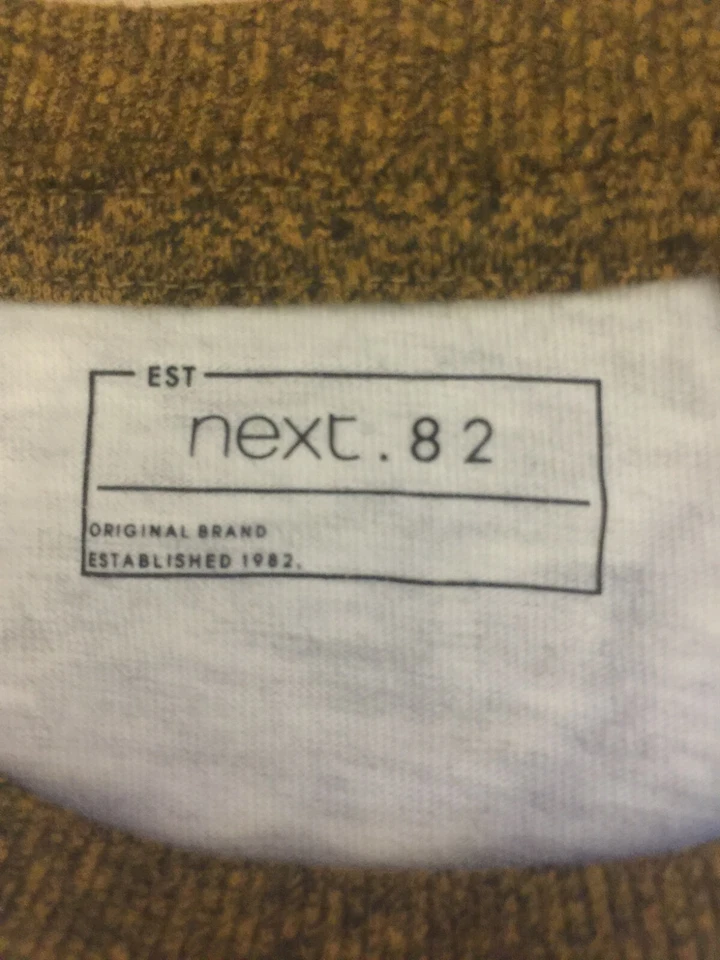 EST
next.82
ORIGINAL BRAND
ESTABLISHED 1982.